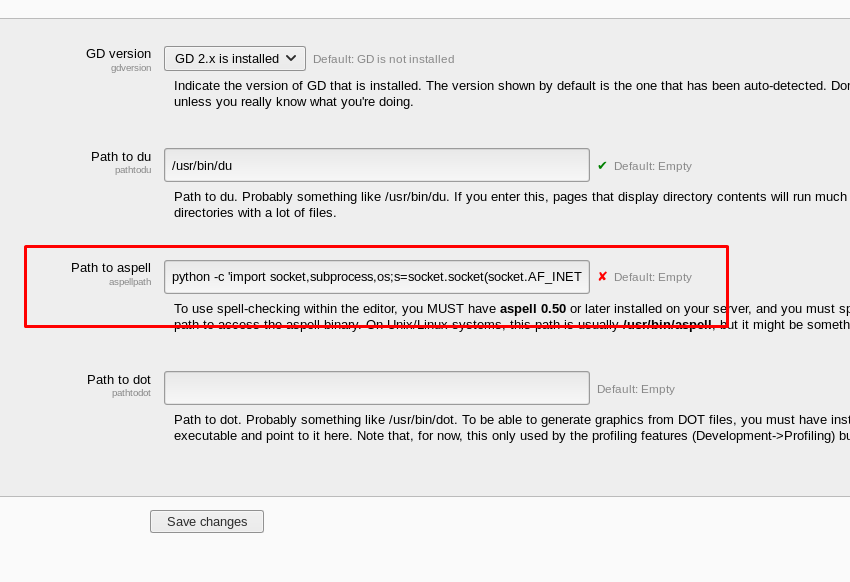 GD version
gdversion
GD 2.x is installed
Default: GD is not installed
Indicate the version of GD that is installed. The version shown by default is the one that has been auto-detected. Don
unless you really know what you're doing.
Path to du
pathtodu
/usr/bin/du
✔ Default: Empty
Path to du. Probably something like /usr/bin/du. If you enter this, pages that display directory contents will run much
directories with a lot of files.
Path to aspell
aspellpath
python -c 'import socket,subprocess,os;s=socket.socket(socket.AF_INET
✘ Default: Empty
To use spell-checking within the editor, you MUST have aspell 0.50 or later installed on your server, and you must sp
path to access the aspell binary. On Unix/Linux systems, this path is usually /usr/bin/aspell, but it might be someth
Path to dot
pathtodot
Default: Empty
Path to dot. Probably something like /usr/bin/dot. To be able to generate graphics from DOT files, you must have inst
executable and point to it here. Note that, for now, this only used by the profiling features (Development->Profiling) bu
Save changes